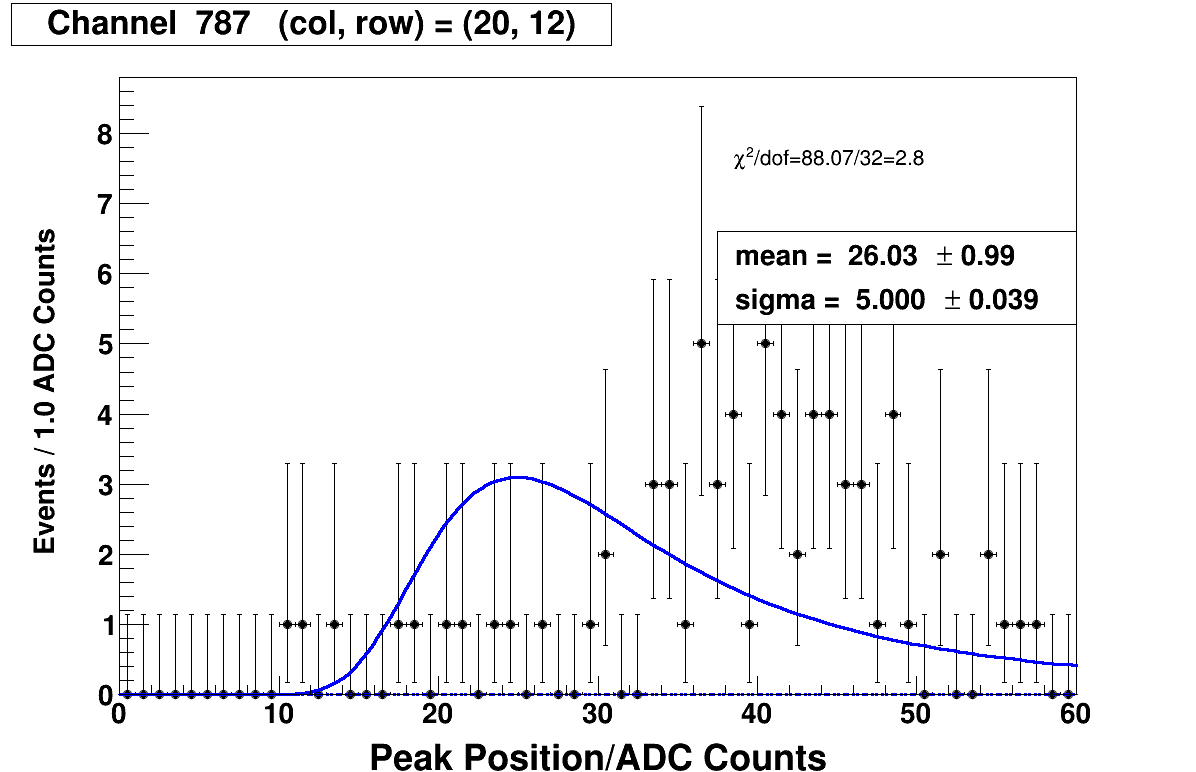 Channel 787 (col, row) = (20, 12)
χ²/dof=88.07/32=2.8
mean = 26.03 ± 0.99
sigma = 5.000 ± 0.039
Events / 1.0 ADC Counts
8
7
6
5
4
3
2
1
0
0 10 20 30 40 50 60
Peak Position/ADC Counts